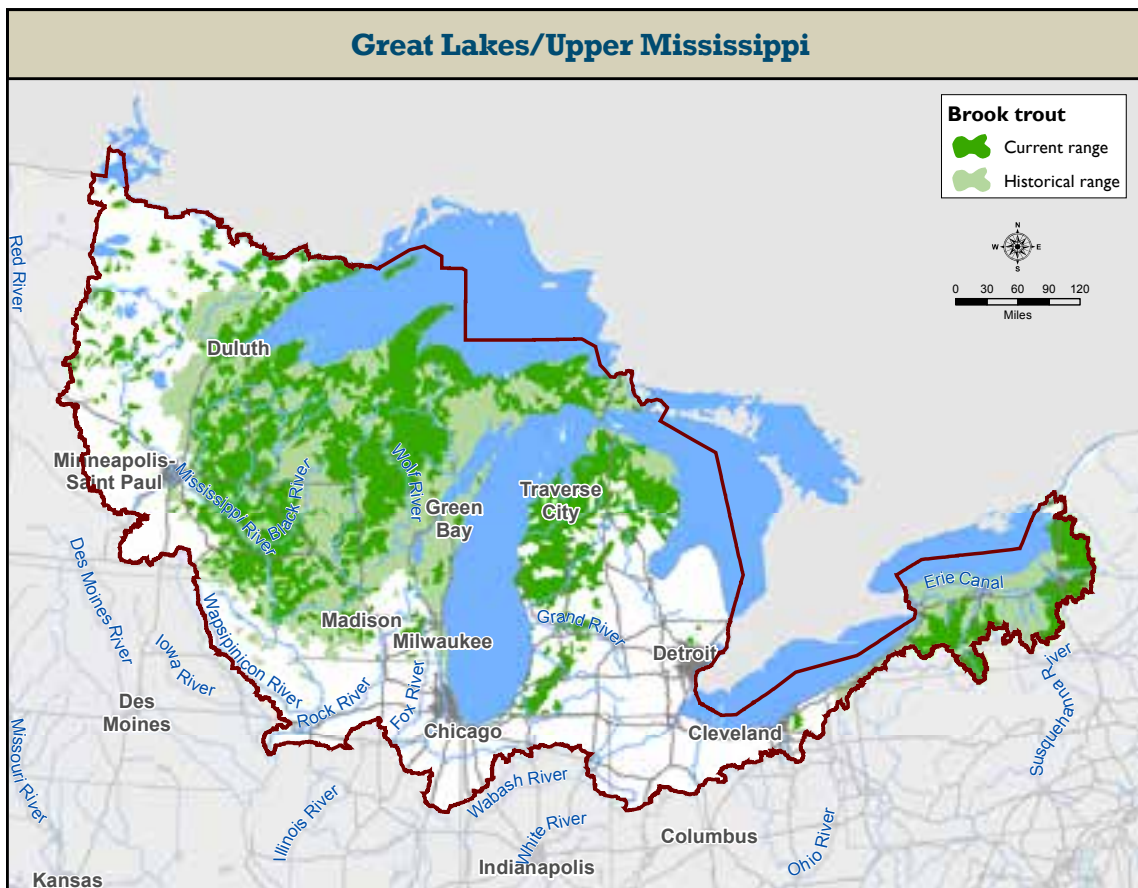 Great Lakes/Upper Mississippi
Brook trout
Current range
Historical range
N
W E
S
0 30 60 90 120
Miles
Red River
Duluth
Minneapolis-
Saint Paul
Mississippi River
Black River
Wolf River
Green
Bay
Traverse
City
Erie Canal
Des Moines River
Wapsipinicon River
Iowa River
Madison
Milwaukee
Grand River
Detroit
Rock River
Fox River
Chicago
Cleveland
Susquehanna River
Des
Moines
Missouri River
Illinois River
Wabash River
White River
Columbus
Ohio River
Indianapolis
Kansas